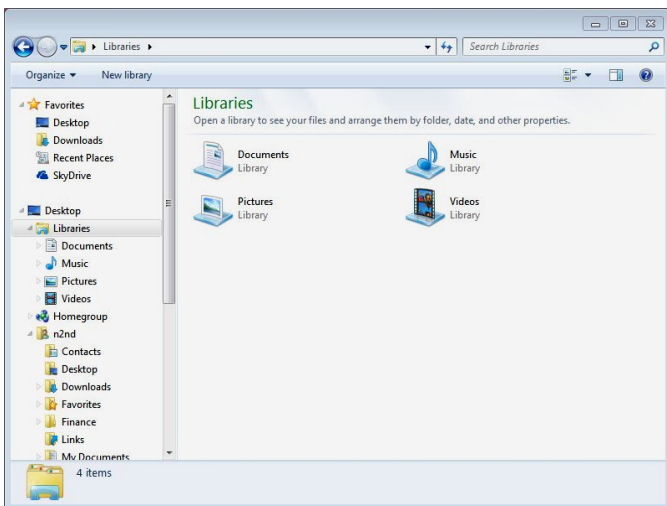 Libraries
Search Libraries
Organize
New library
Favorites
Desktop
Downloads
Recent Places
SkyDrive
Desktop
Libraries
Documents
Music
Pictures
Videos
Homegroup
n2nd
Contacts
Desktop
Downloads
Favorites
Finance
Links
My Documents
Libraries
Open a library to see your files and arrange them by folder, date, and other properties.
Documents
Library
Music
Library
Pictures
Library
Videos
Library
4 items